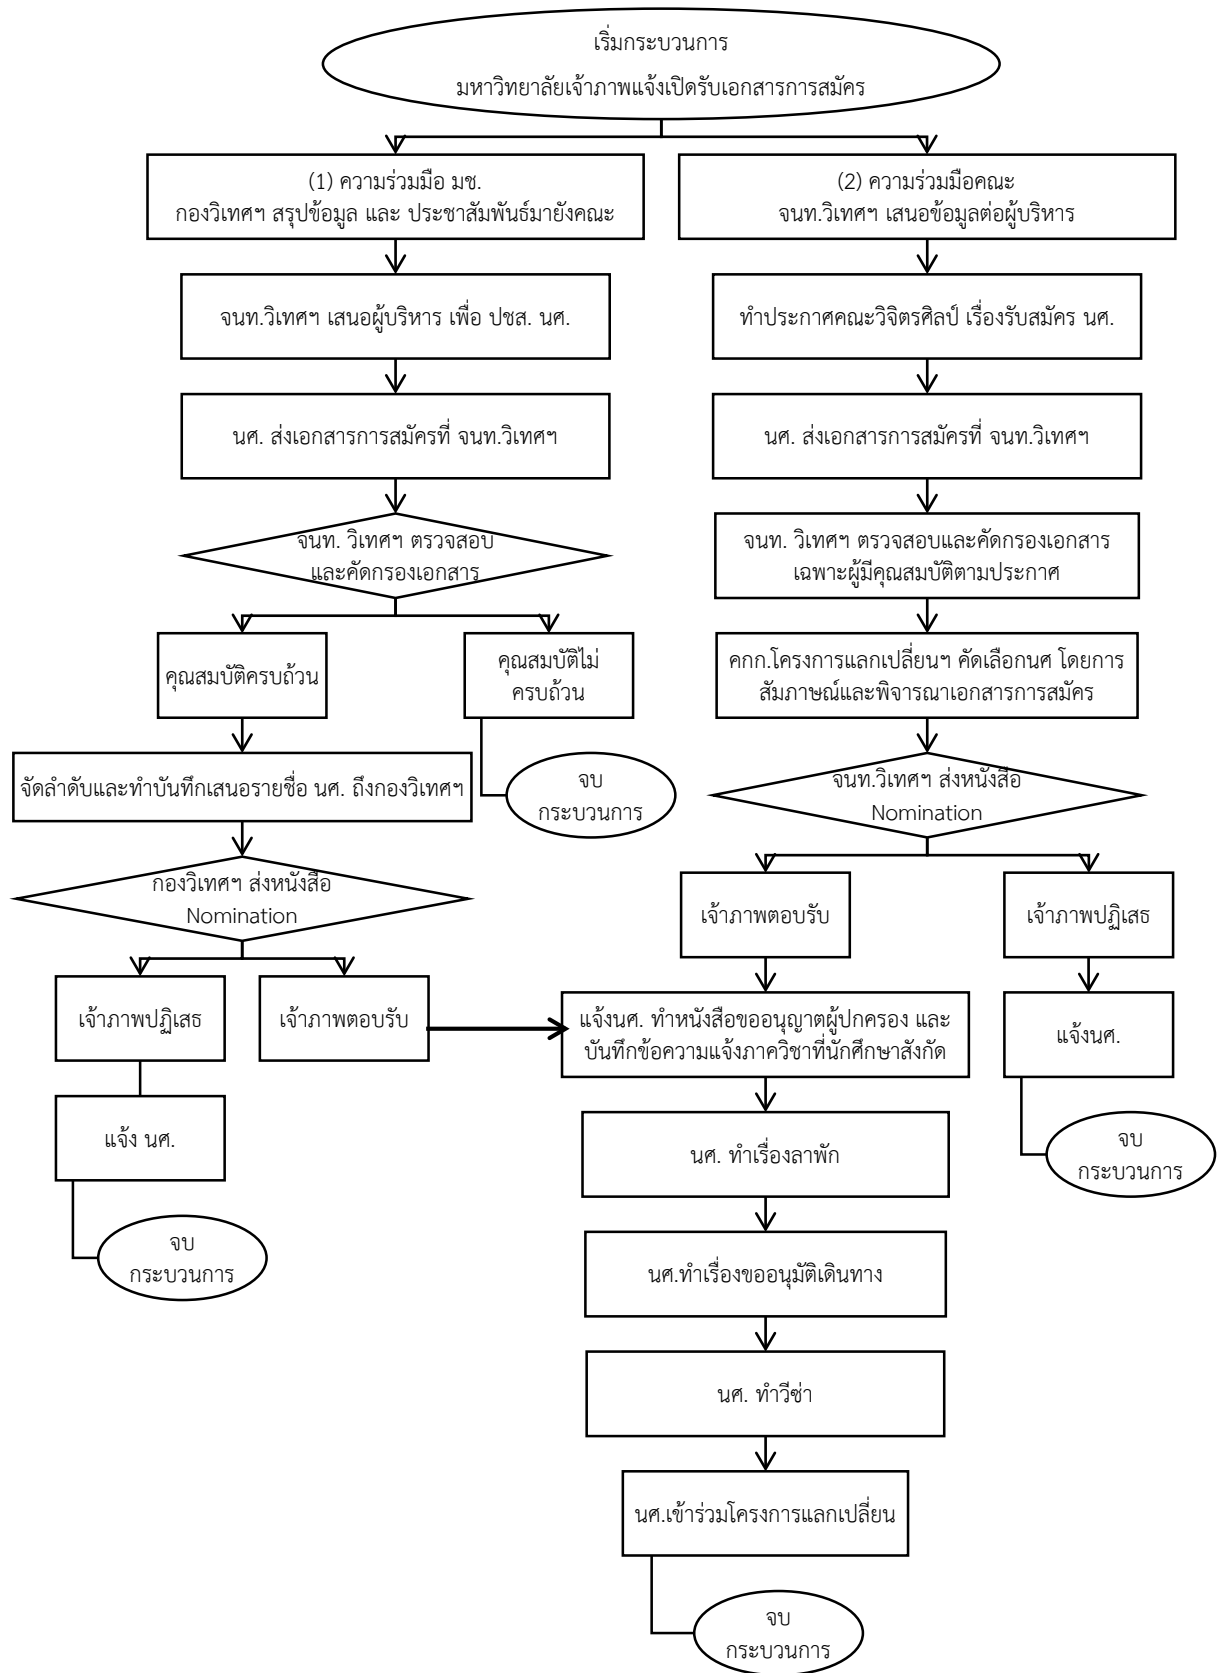 เริ่มกระบวนการ
มหาวิทยาลัยเจ้าภาพแจ้งเปิดรับเอกสารการสมัคร
(1) ความร่วมมือ มช.
กองวิเทศฯ สรุปข้อมูล และ ประชาสัมพันธ์มายังคณะ
จนท.วิเทศฯ เสนอผู้บริหาร เพื่อ ปชส. นศ.
นศ. ส่งเอกสารการสมัครที่ จนท.วิเทศฯ
จนท. วิเทศฯ ตรวจสอบ
และคัดกรองเอกสาร
คุณสมบัติครบถ้วน
คุณสมบัติไม่
ครบถ้วน
จบ
กระบวนการ
จัดลำดับและทำบันทึกเสนอรายชื่อ นศ. ถึงกองวิเทศฯ
กองวิเทศฯ ส่งหนังสือ
Nomination
เจ้าภาพปฏิเสธ
เจ้าภาพตอบรับ
แจ้ง นศ.
จบ
กระบวนการ
(2) ความร่วมมือคณะ
จนท.วิเทศฯ เสนอข้อมูลต่อผู้บริหาร
ทำประกาศคณะวิจิตรศิลป์ เรื่องรับสมัคร นศ.
นศ. ส่งเอกสารการสมัครที่ จนท.วิเทศฯ
จนท. วิเทศฯ ตรวจสอบและคัดกรองเอกสาร
เฉพาะผู้มีคุณสมบัติตามประกาศ
คกก.โครงการแลกเปลี่ยนฯ คัดเลือกนศ โดยการ
สัมภาษณ์และพิจารณาเอกสารการสมัคร
จนท.วิเทศฯ ส่งหนังสือ
Nomination
เจ้าภาพตอบรับ
เจ้าภาพปฏิเสธ
แจ้งนศ. ทำหนังสือขออนุญาตผู้ปกครอง และ
บันทึกข้อความแจ้งภาควิชาที่นักศึกษาสังกัด
แจ้งนศ.
จบ
กระบวนการ
นศ. ทำเรื่องลาพัก
นศ.ทำเรื่องขออนุมัติเดินทาง
นศ. ทำวีซ่า
นศ.เข้าร่วมโครงการแลกเปลี่ยน
จบ
กระบวนการ